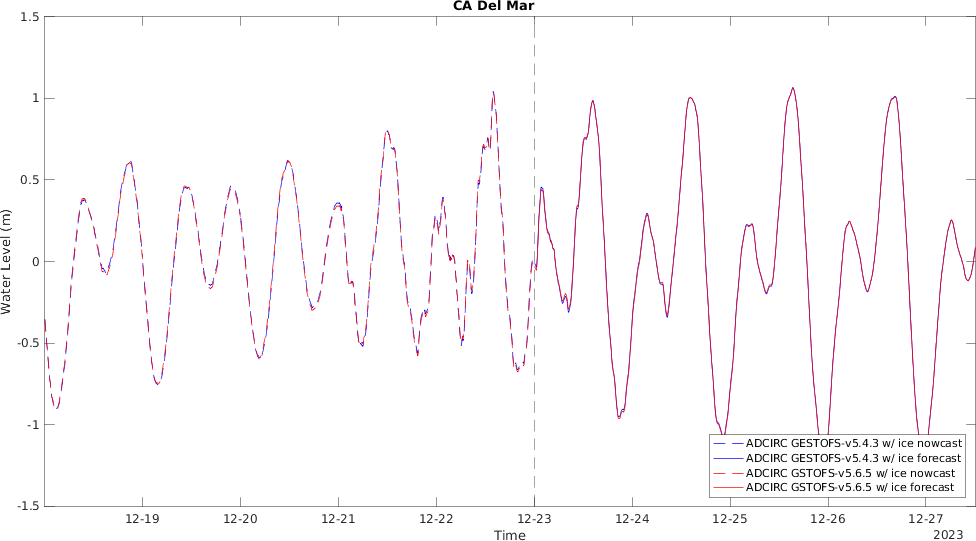 CA Del Mar
1.5
1
0.5
0
-0.5
-1
-1.5
Water Level (m)
12-19
12-20
12-21
12-22
12-23
12-24
12-25
12-26
12-27
Time
2023
ADCIRC GESTOFS-v5.4.3 w/ ice nowcast
ADCIRC GESTOFS-v5.4.3 w/ ice forecast
ADCIRC GSTOFS-v5.6.5 w/ ice nowcast
ADCIRC GSTOFS-v5.6.5 w/ ice forecast